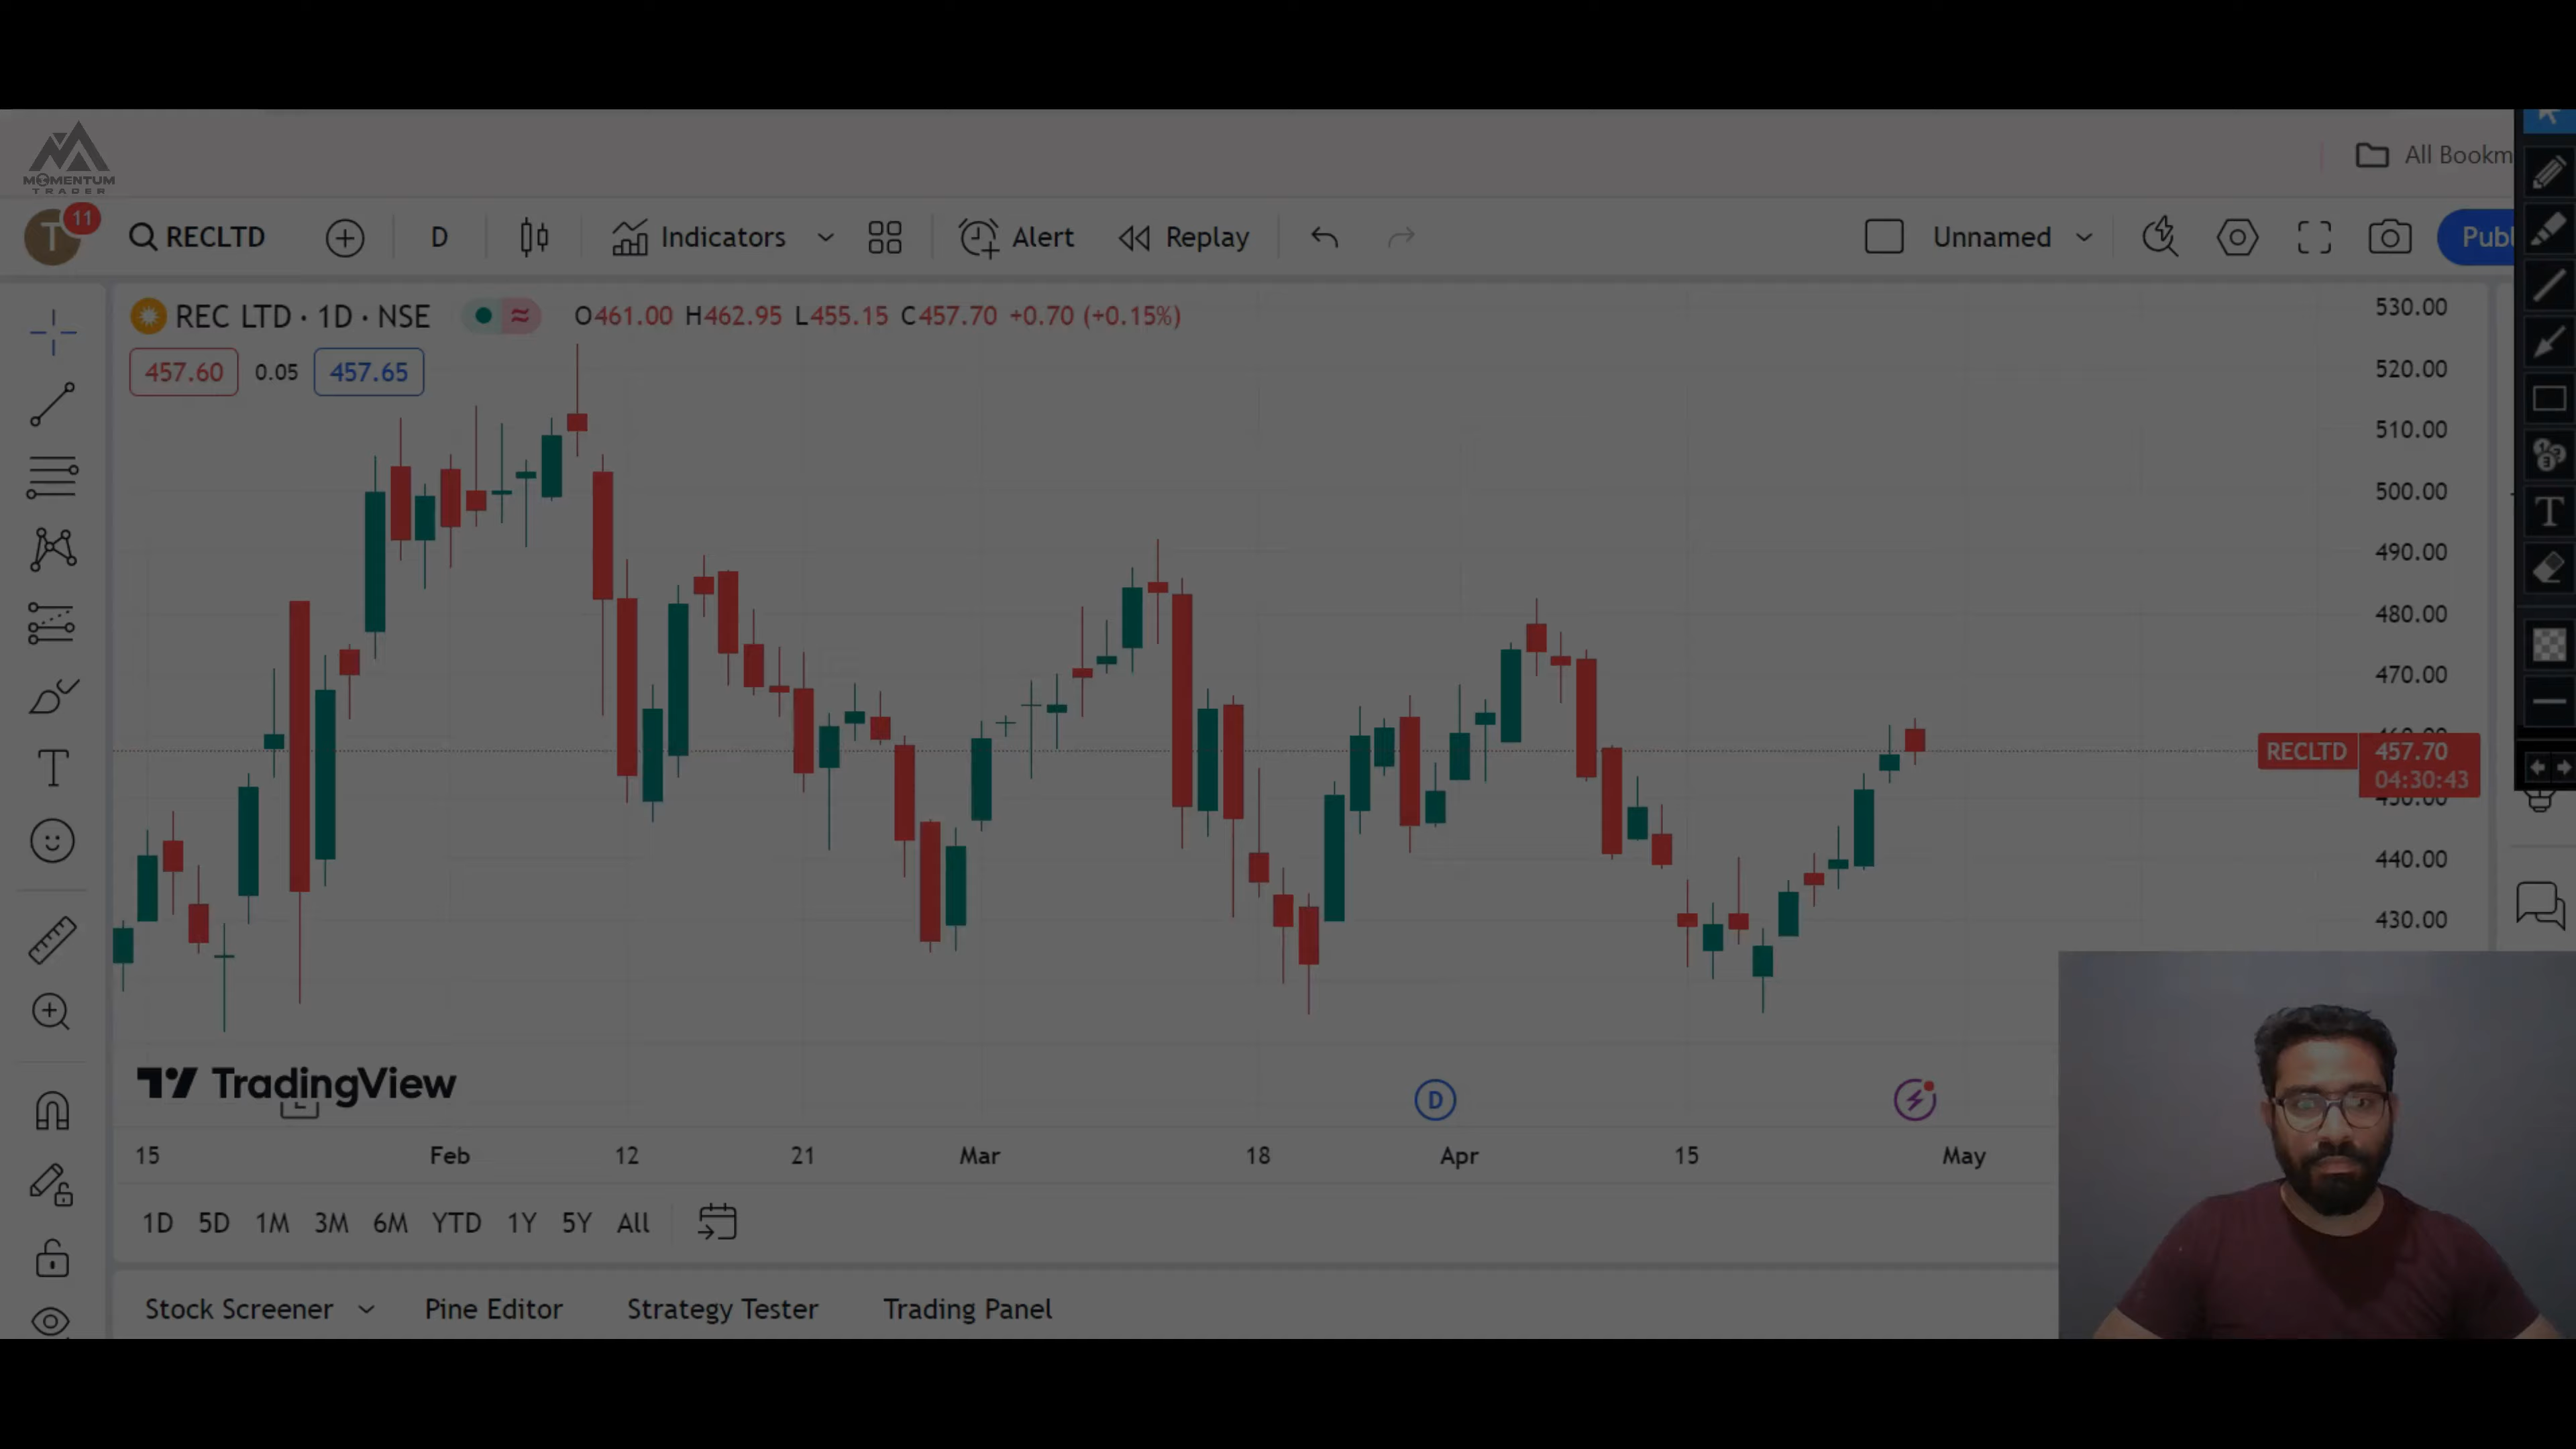 MOMENTUM
TRADER
All Bookm
T
11
RECLTD
D
Indicators
Alert
Replay
Unnamed
Publ
REC LTD · 1D · NSE
O461.00 H462.95 L455.15 C457.70 +0.70 (+0.15%)
457.60
0.05
457.65
530.00
520.00
510.00
500.00
490.00
480.00
470.00
RECLTD
457.70
04:30:43
440.00
430.00
TradingView
D
15
Feb
12
21
Mar
18
Apr
15
May
1D
5D
1M
3M
6M
YTD
1Y
5Y
All
Stock Screener
Pine Editor
Strategy Tester
Trading Panel